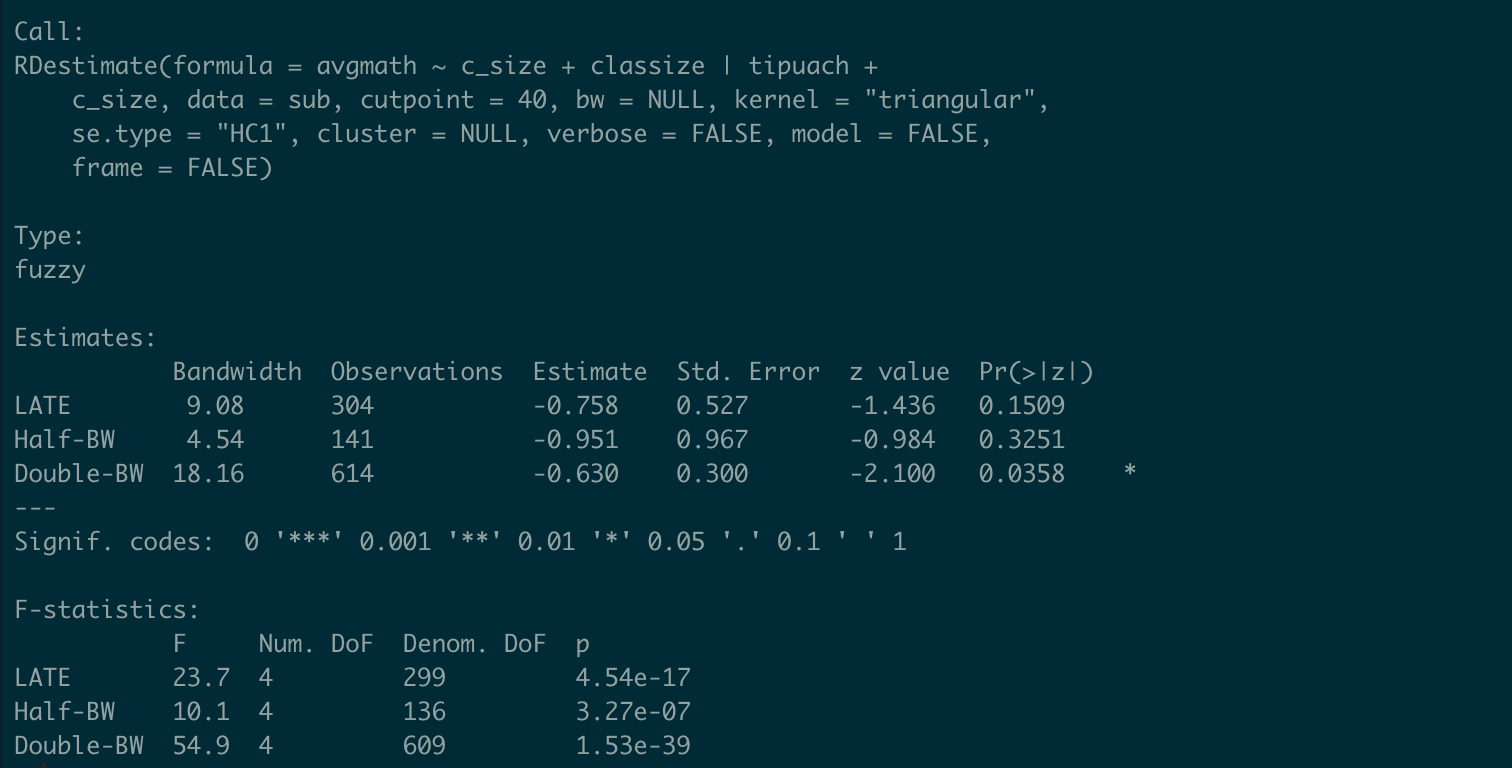 Call:
RDestimate(formula = avgmath ~ c_size + classize | tipuach +
    c_size, data = sub, cutpoint = 40, bw = NULL, kernel = "triangular",
    se.type = "HC1", cluster = NULL, verbose = FALSE, model = FALSE,
    frame = FALSE)

Type:
fuzzy

Estimates:
           Bandwidth  Observations  Estimate  Std. Error  z value  Pr(>|z|)
LATE        9.08      304           -0.758    0.527       -1.436   0.1509
Half-BW     4.54      141           -0.951    0.967       -0.984   0.3251
Double-BW  18.16      614           -0.630    0.300       -2.100   0.0358    *
---
Signif. codes:  0 '***' 0.001 '**' 0.01 '*' 0.05 '.' 0.1 ' ' 1

F-statistics:
           F     Num. DoF  Denom. DoF  p
LATE       23.7  4         299         4.54e-17
Half-BW    10.1  4         136         3.27e-07
Double-BW  54.9  4         609         1.53e-39